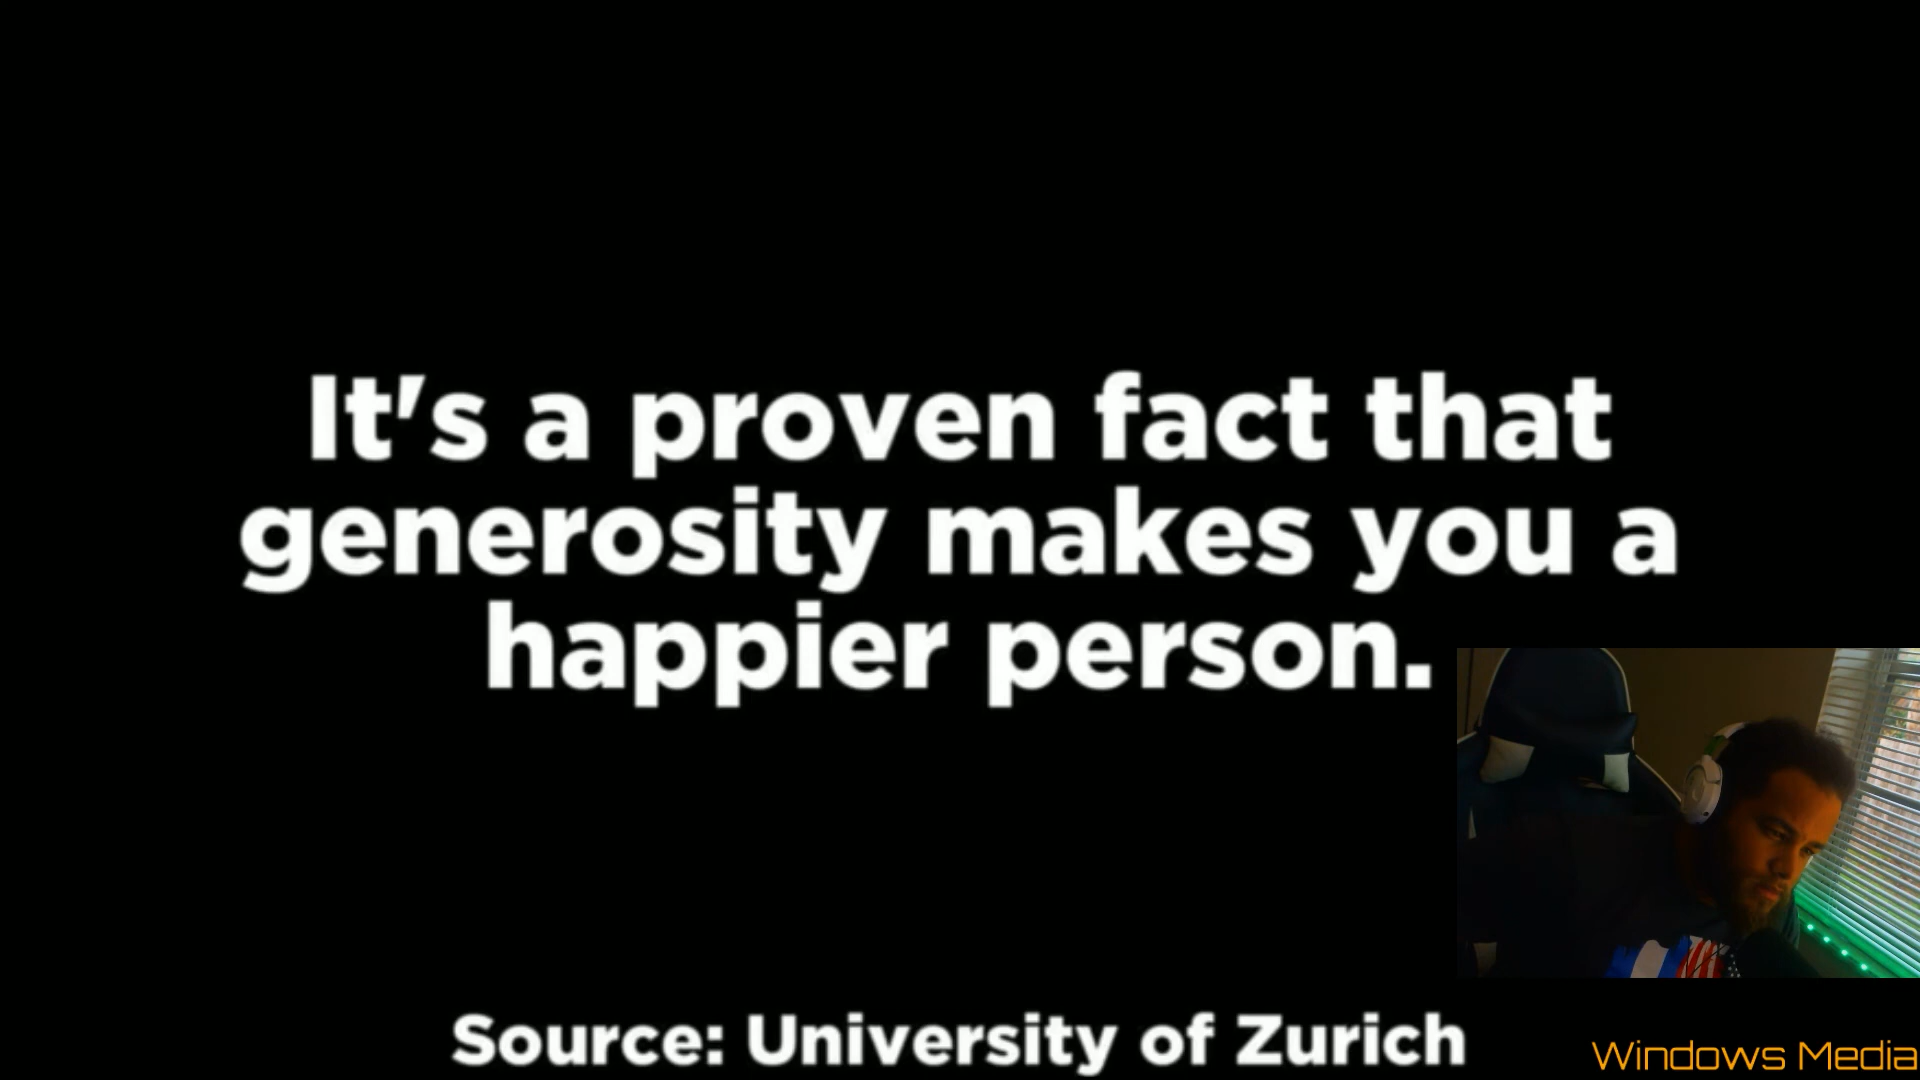 It's a proven fact that
generosity makes you a
happier person.
Source: University of Zurich
Windows Media